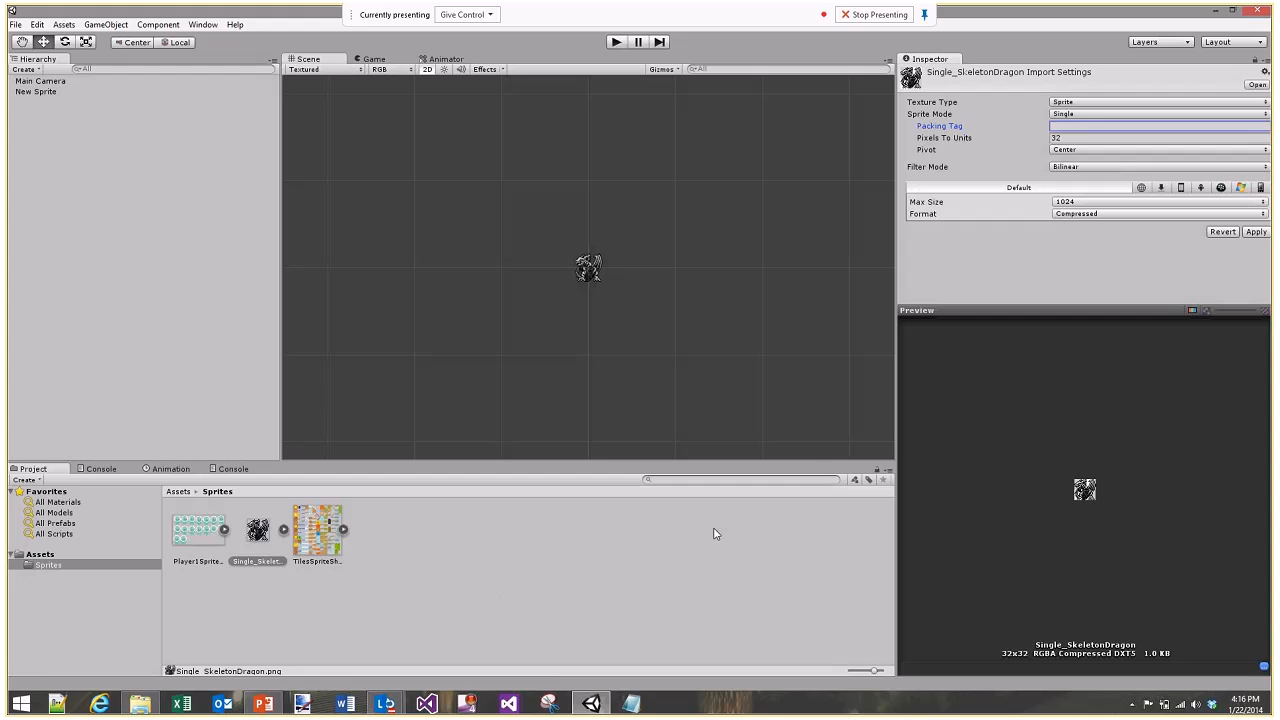 Currently presenting Give Control Stop Presenting
File Edit Assets GameObject Component Window Help
Center Local Layers Layout
Hierarchy Scene Game Animator Inspector
Create All Textured RGB 2D Effects Gizmos All
Single_SkeletonDragon Import Settings
Open
Main Camera
New Sprite
Texture Type Sprite
Sprite Mode Single
Packing Tag
Pixels To Units 32
Pivot Center
Filter Mode Bilinear
Default
Max Size 1024
Format Compressed
Revert Apply
Preview
Project Console Animation Console
Create
Favorites
All Materials
All Models
All Prefabs
All Scripts
Assets
Sprites
Assets Sprites
Player1Sprite... Single_Skelet... TilesSpriteSh...
Single_SkeletonDragon.png
Single_SkeletonDragon
32x32 RGBA Compressed DXT5 1.0 KB
4:16 PM
1/22/2014